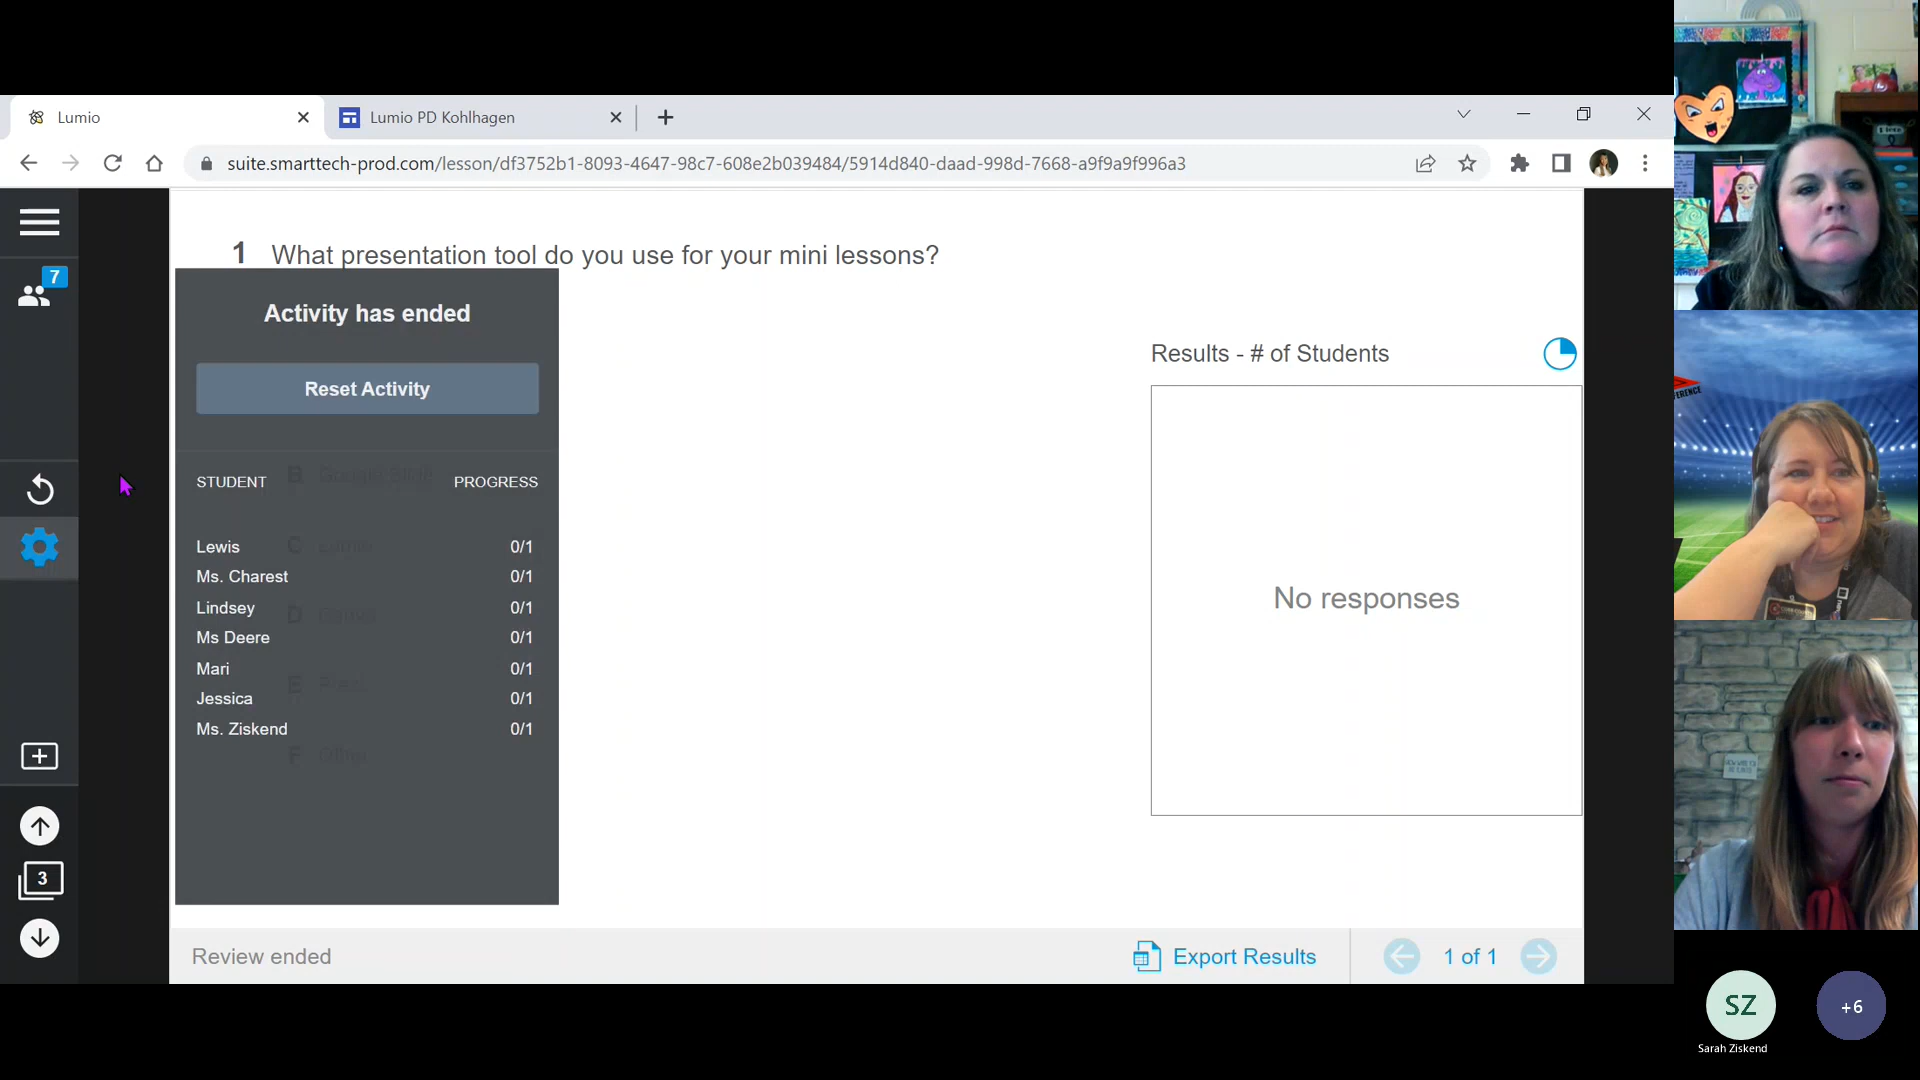 Lumio
Lumio PD Kohlhagen
suite.smarttech-prod.com/lesson/df3752b1-8093-4647-98c7-608e2b039484/5914d840-daad-998d-7668-a9f9a9f996a3
7
1 What presentation tool do you use for your mini lessons?
Activity has ended
Reset Activity
STUDENT PROGRESS
B
Lewis 0/1
C
Ms. Charest 0/1
Lindsey 0/1
D
Ms Deere 0/1
Mari 0/1
E
Jessica 0/1
Ms. Ziskend 0/1
F
Results - # of Students
No responses
3
Review ended
Export Results
1 of 1
SZ
+6
Sarah Ziskend